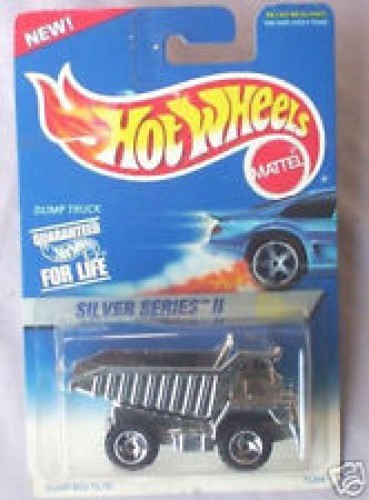 NEW!
HOT WHEELS
MATTEL
DUMP TRUCK
GUARANTEED
FOR LIFE
SILVER SERIES II